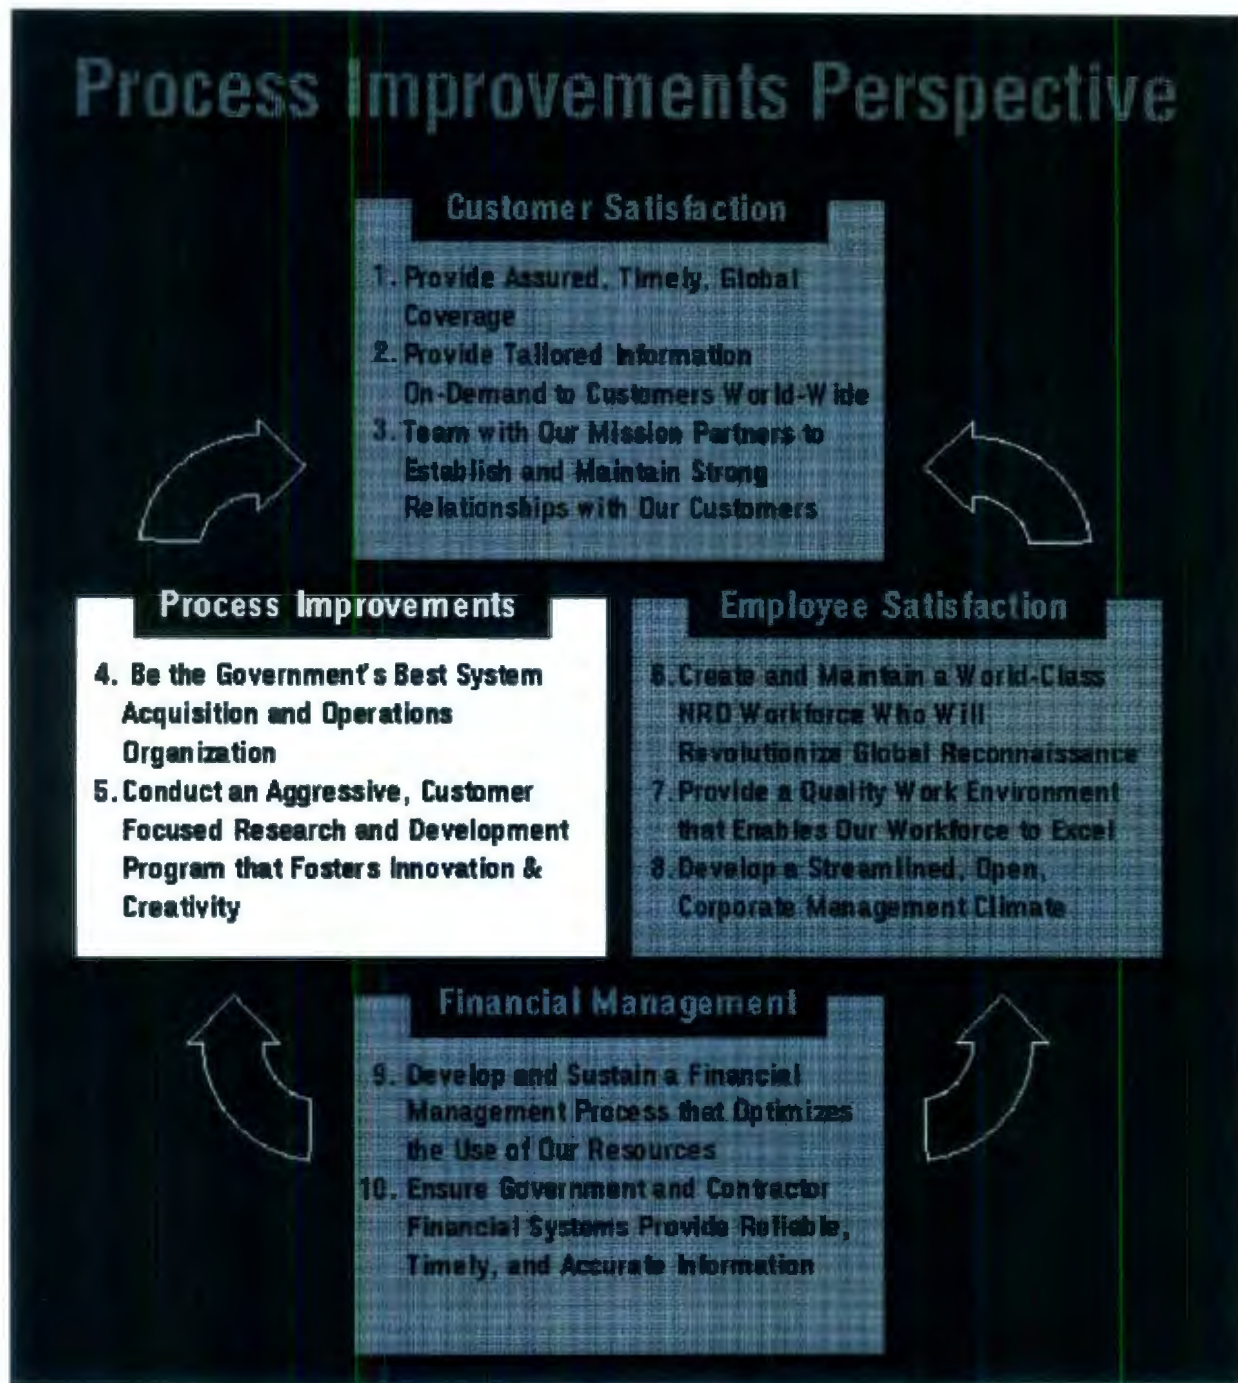 Process Improvements Perspective
Customer Satisfaction
1. Provide Assured, Timely, Global
Coverage
2. Provide Tailored Information
On-Demand to Customers World-Wide
3. Team with Our Mission Partners to
Establish and Maintain Strong
Relationships with Our Customers
Process Improvements
4. Be the Government's Best System
Acquisition and Operations
Organization
5. Conduct an Aggressive, Customer
Focused Research and Development
Program that Fosters Innovation &
Creativity
Employee Satisfaction
6. Create and Maintain a World-Class
NRO Workforce Who Will
Revolutionize Global Reconnaissance
7. Provide a Quality Work Environment
that Enables Our Workforce to Excel
8. Develop a Streamlined, Open,
Corporate Management Climate
Financial Management
9. Develop and Sustain a Financial
Management Process that Optimizes
the Use of Our Resources
10. Ensure Government and Contractor
Financial Systems Provide Reliable,
Timely, and Accurate Information